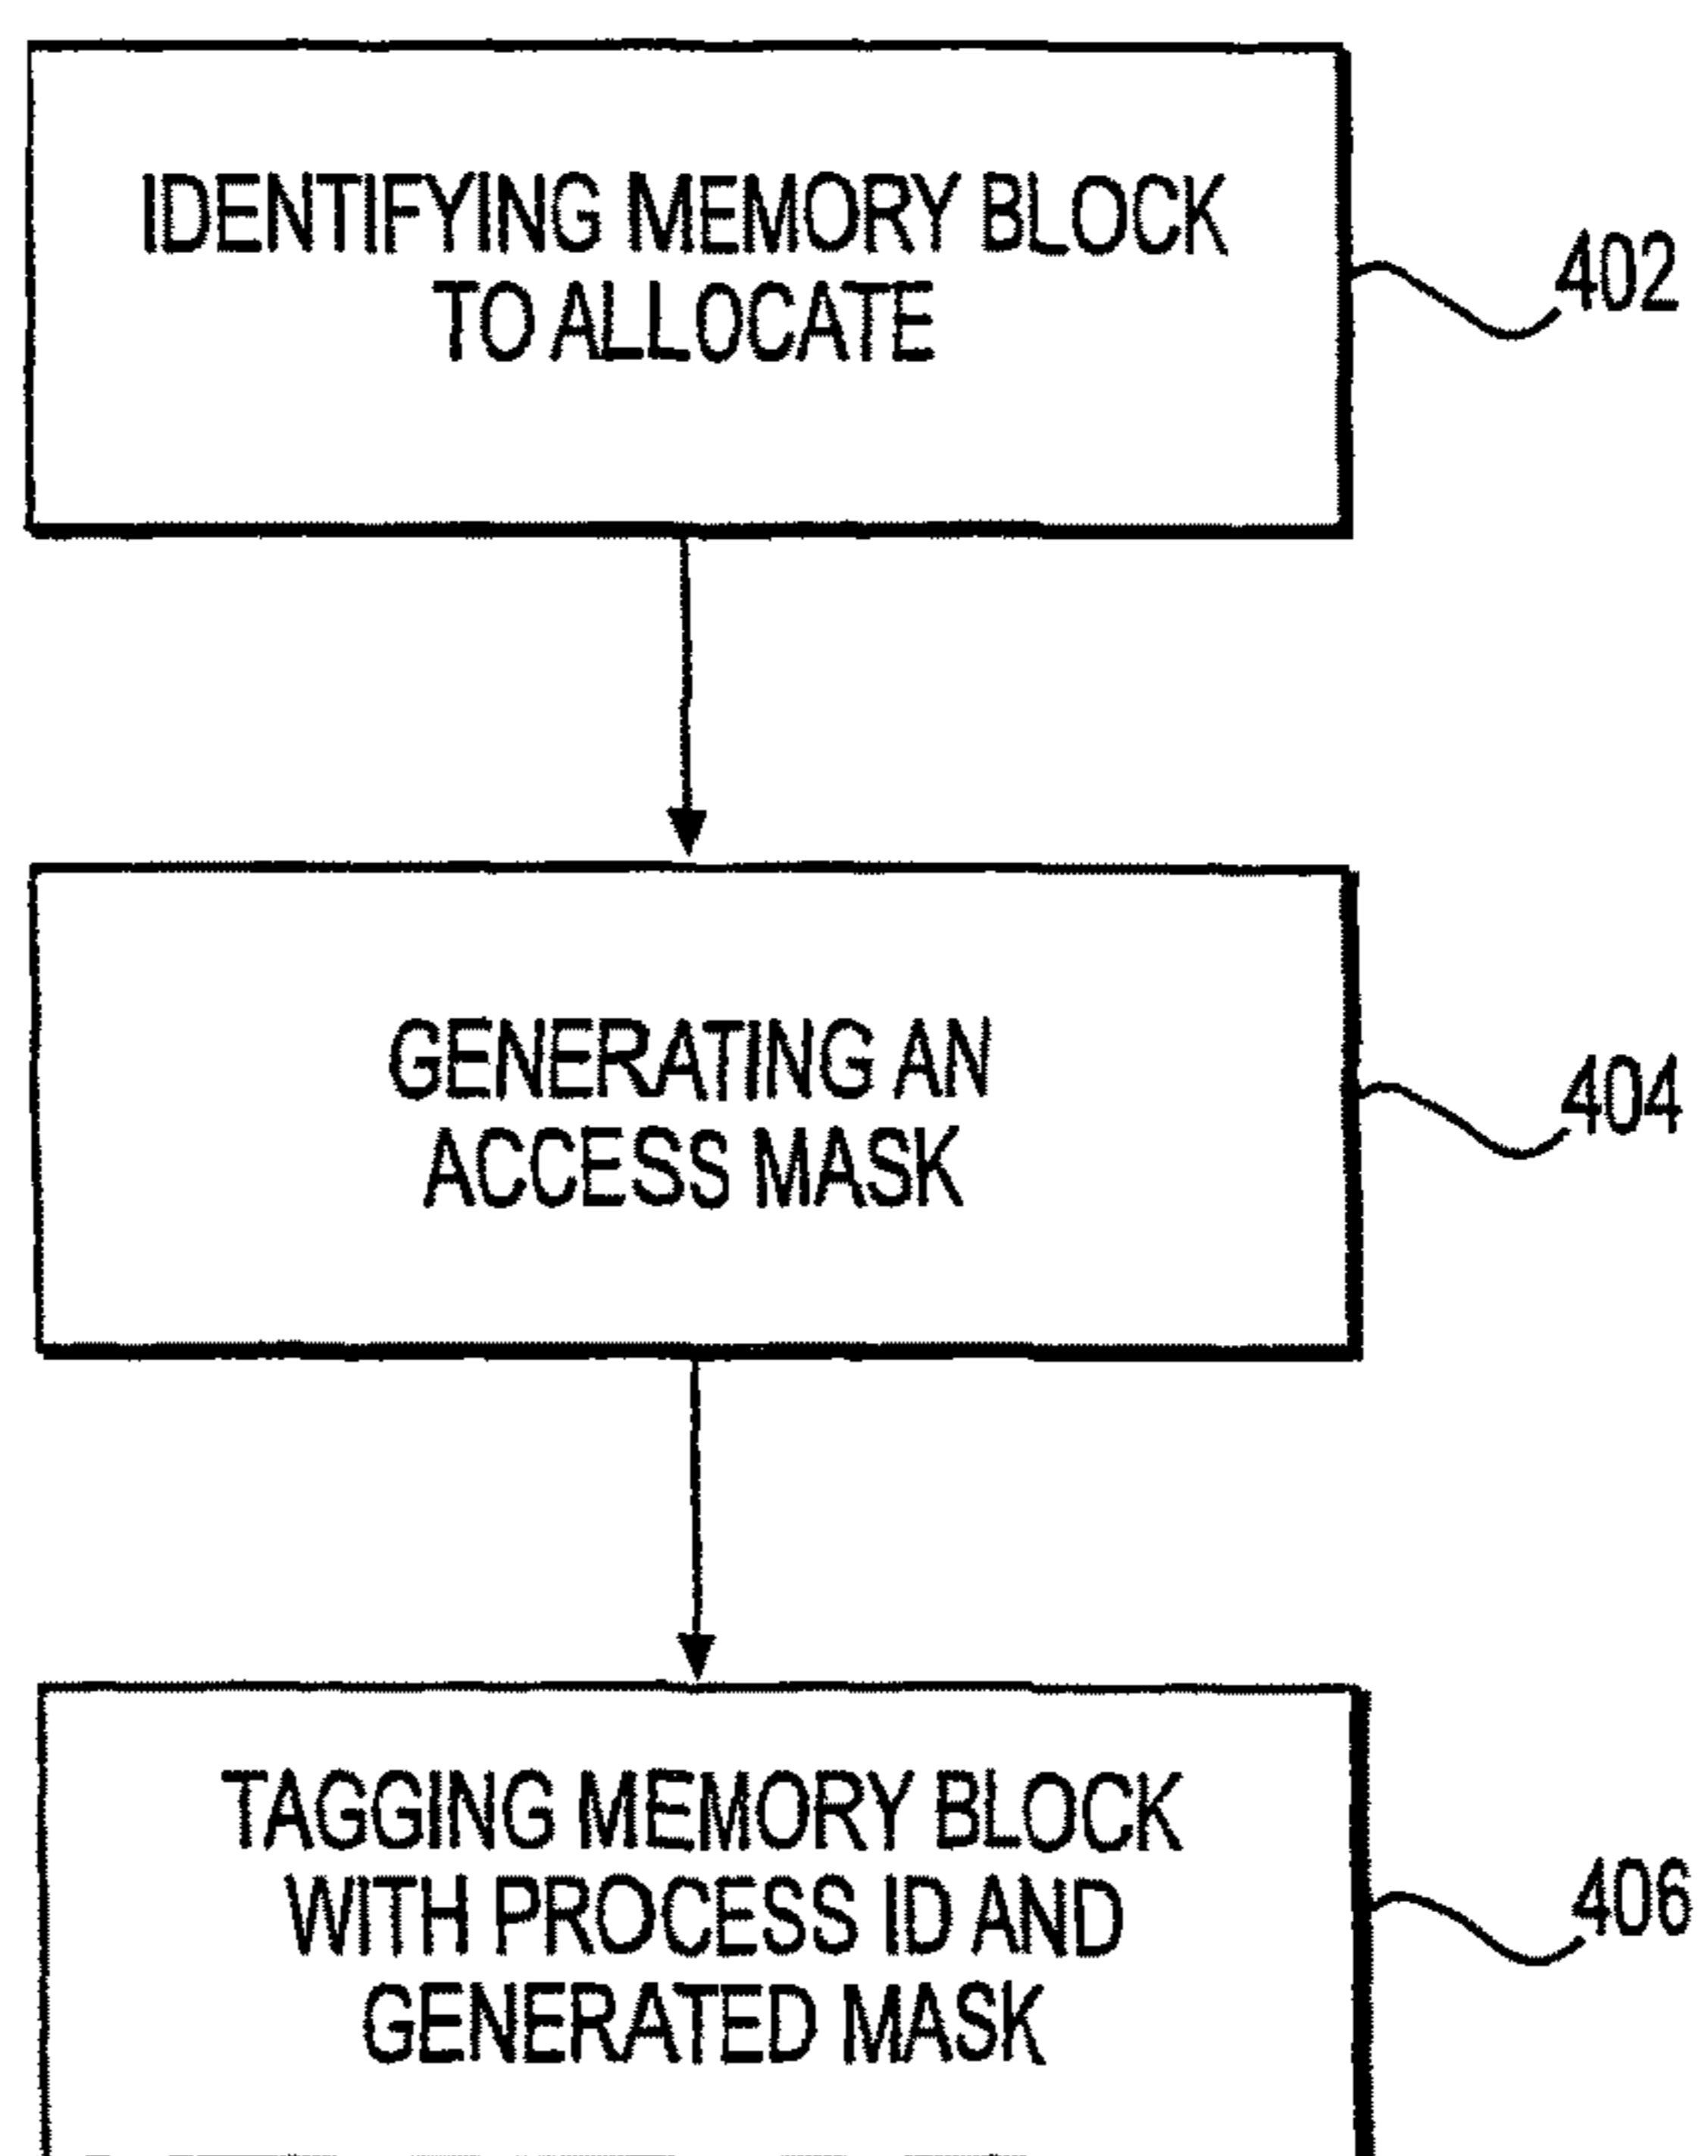 IDENTIFYING MEMORY BLOCK
TO ALLOCATE
402
GENERATING AN
ACCESS MASK
404
TAGGING MEMORY BLOCK
WITH PROCESS ID AND
GENERATED MASK
406